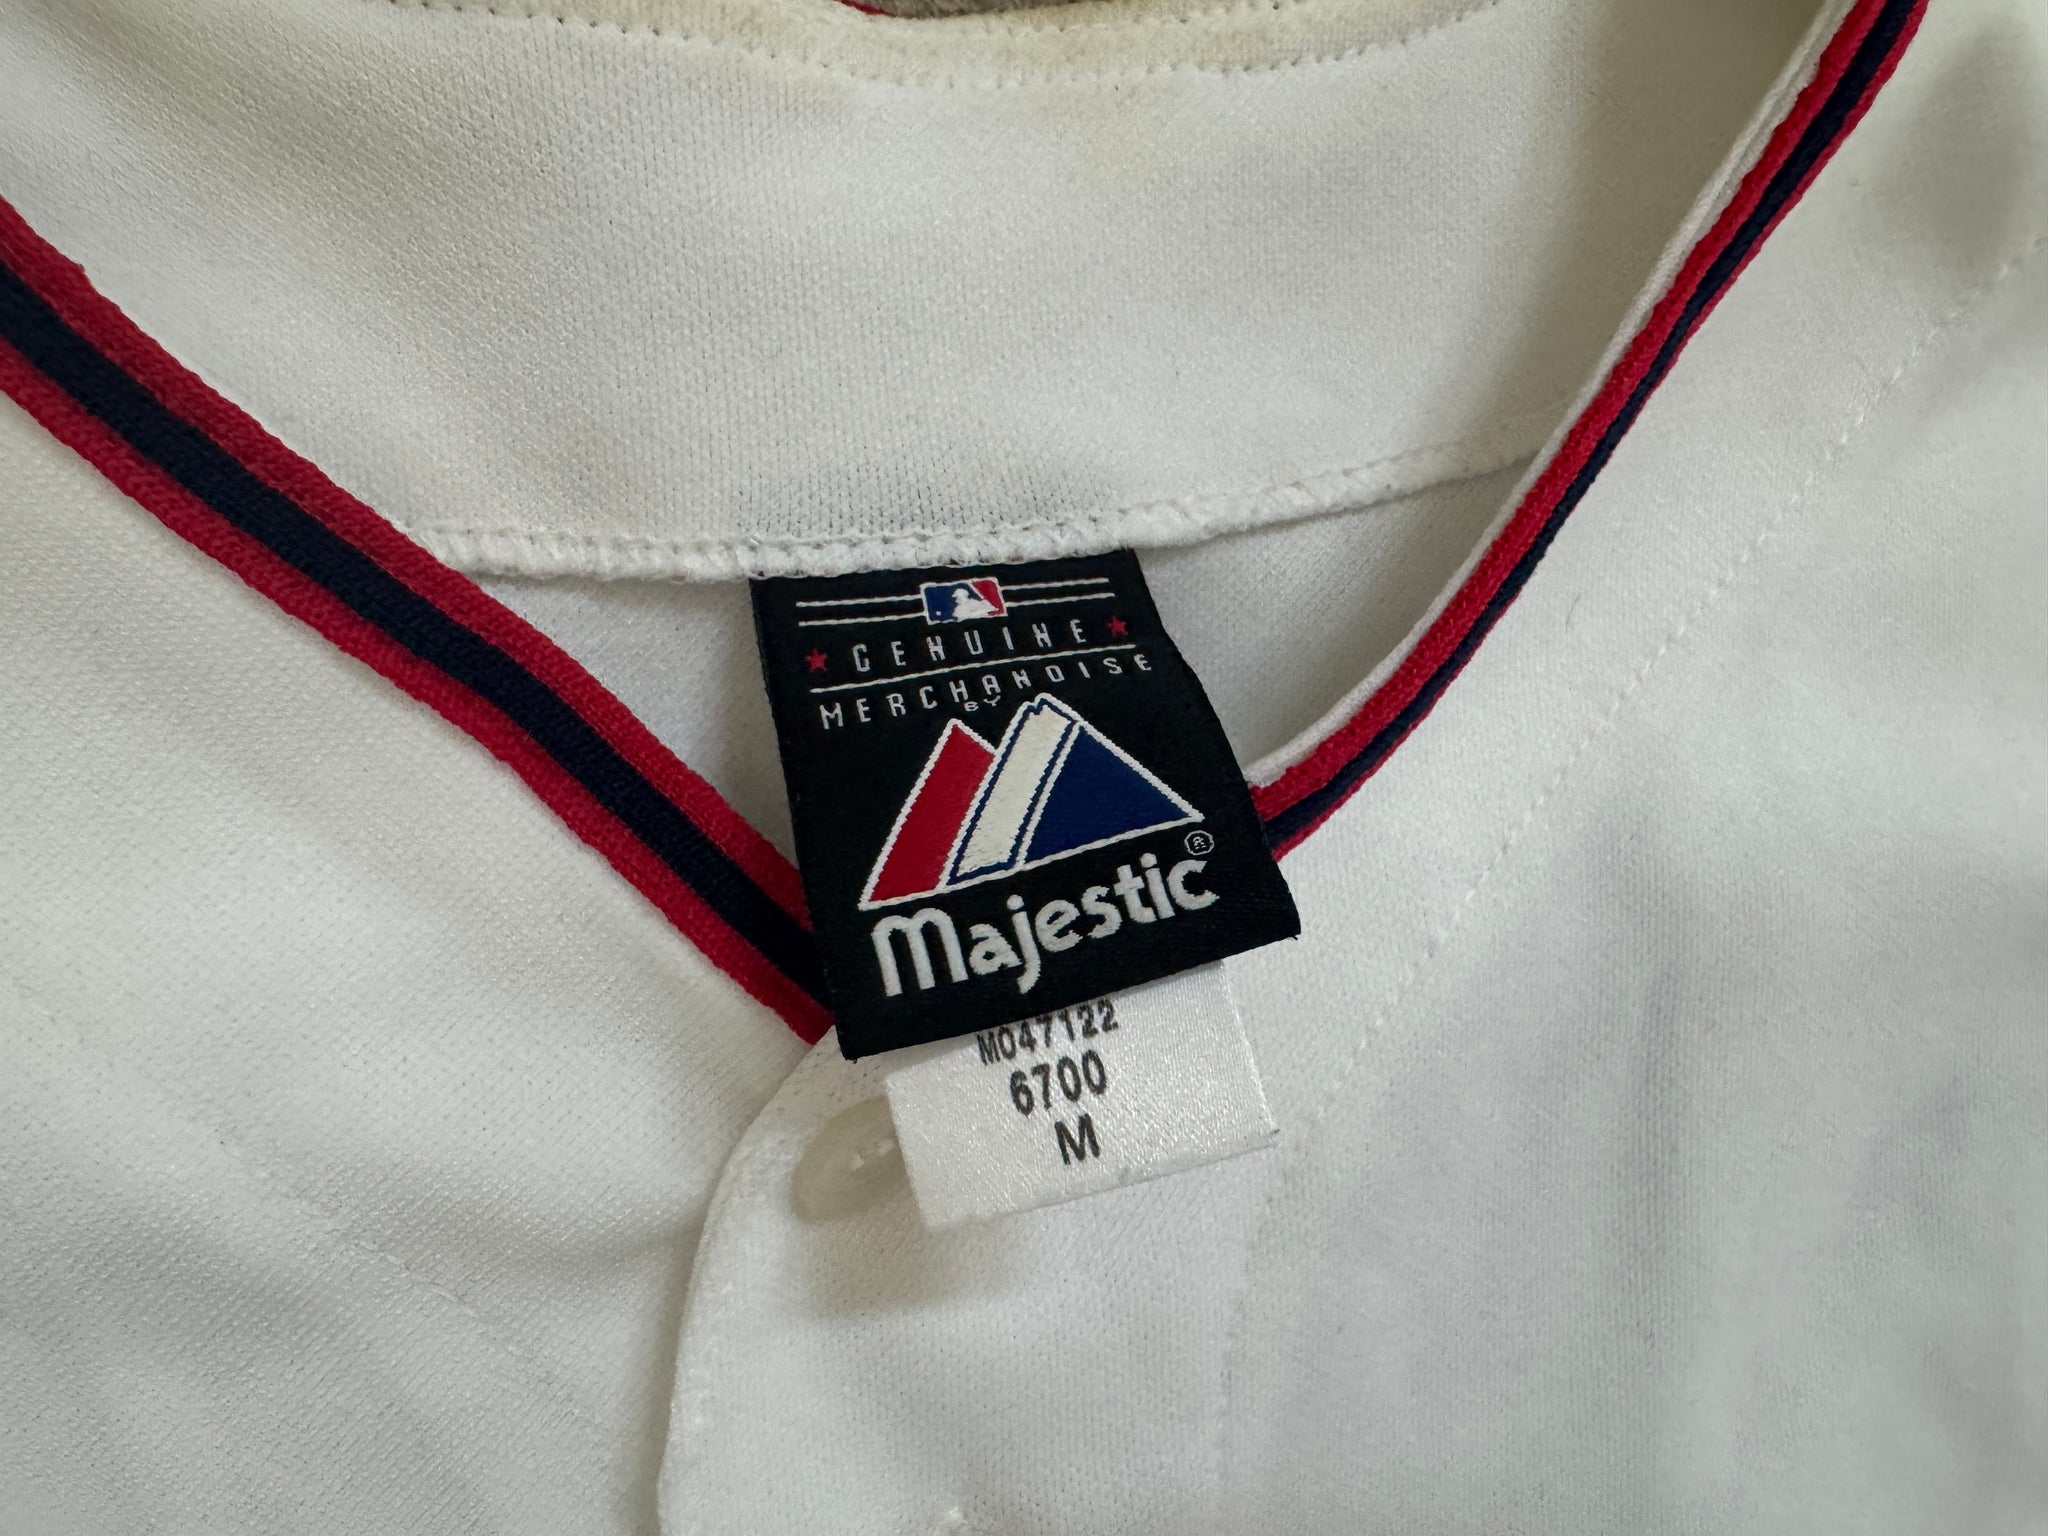 GENUINE
MERCHANDISE
BY
Majestic®
M047122
6700
M